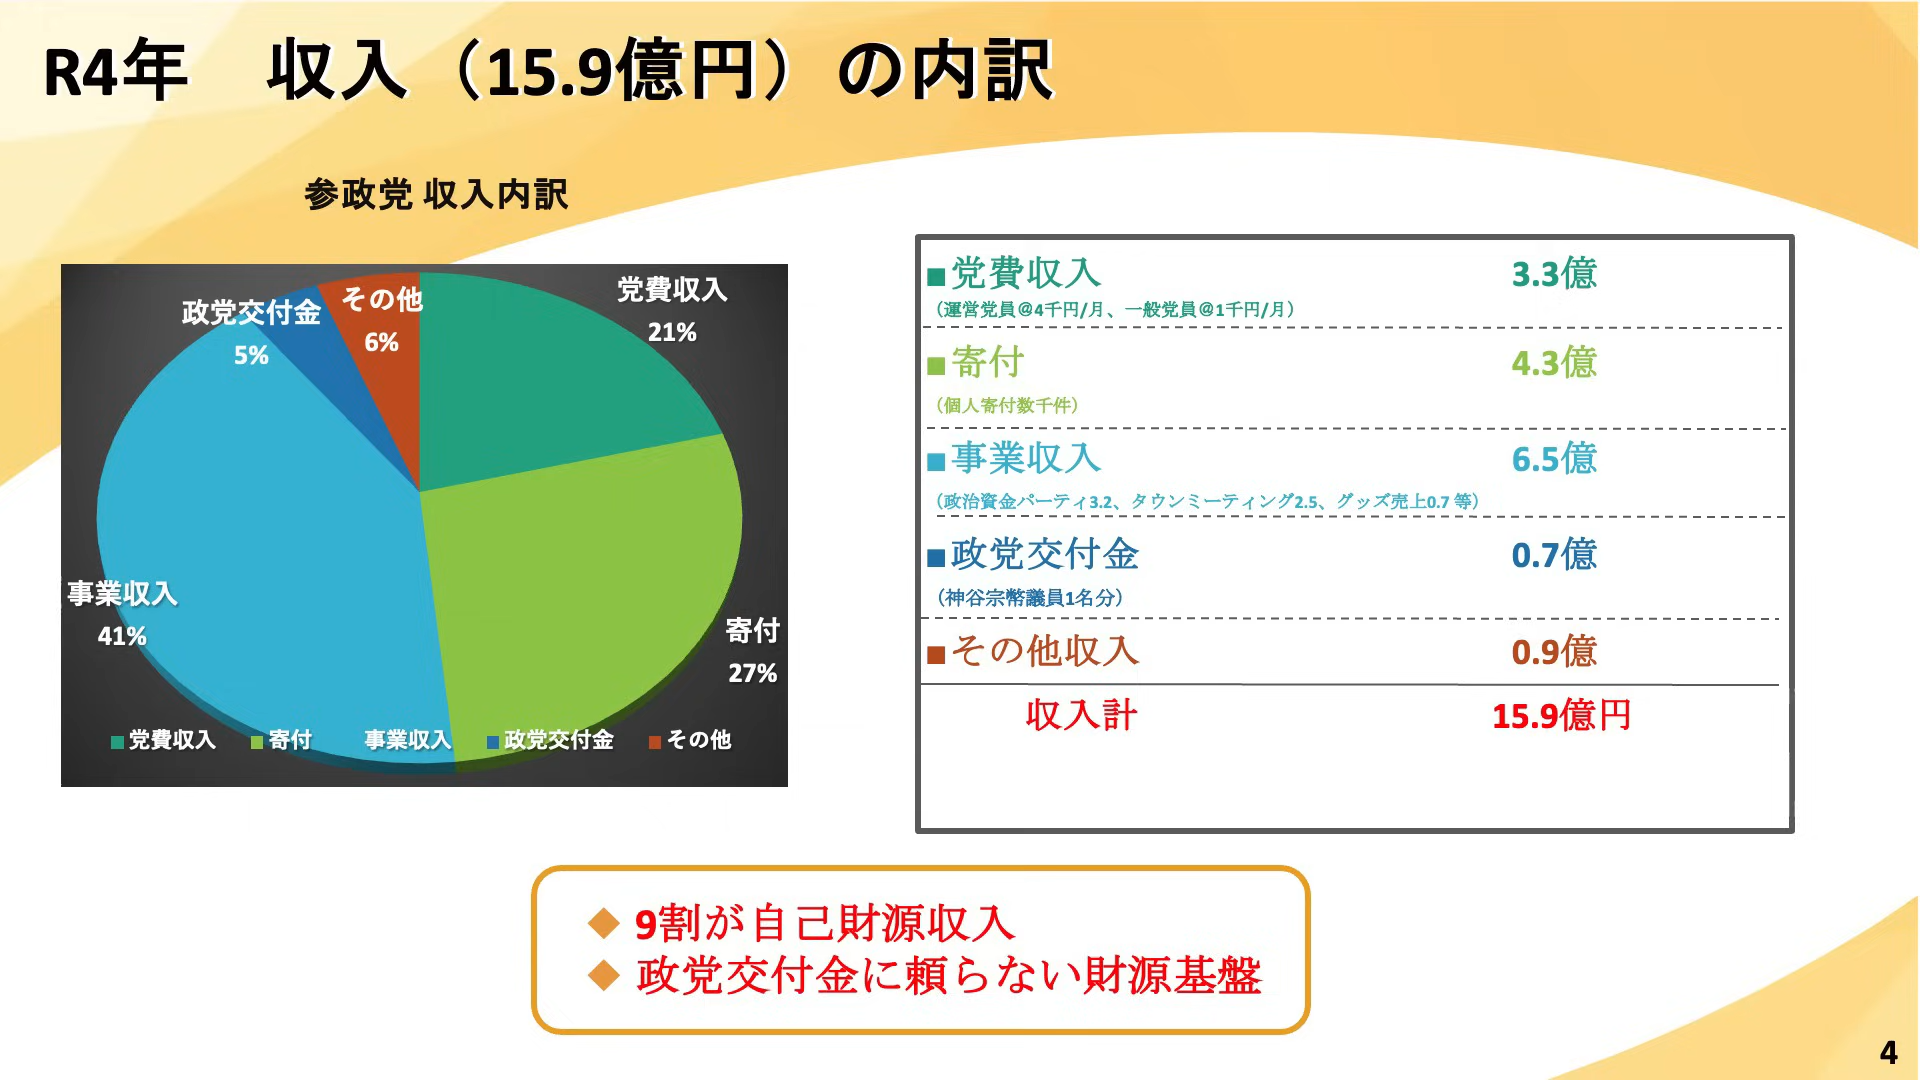 R4年　収入（15.9億円）の内訳
参政党 収入内訳
党費収入
21%
寄付
27%
事業収入
41%
政党交付金
5%
その他
6%
■党費収入 ■寄付 事業収入 ■政党交付金 ■その他
■党費収入 3.3億
（運営党員@4千円/月、一般党員@1千円/月）
■寄付 4.3億
（個人寄付数千件）
■事業収入 6.5億
（政治資金パーティ3.2、タウンミーティング2.5、グッズ売上0.7 等）
■政党交付金 0.7億
（神谷宗幣議員1名分）
■その他収入 0.9億
収入計 15.9億円
◆ 9割が自己財源収入
◆ 政党交付金に頼らない財源基盤
4